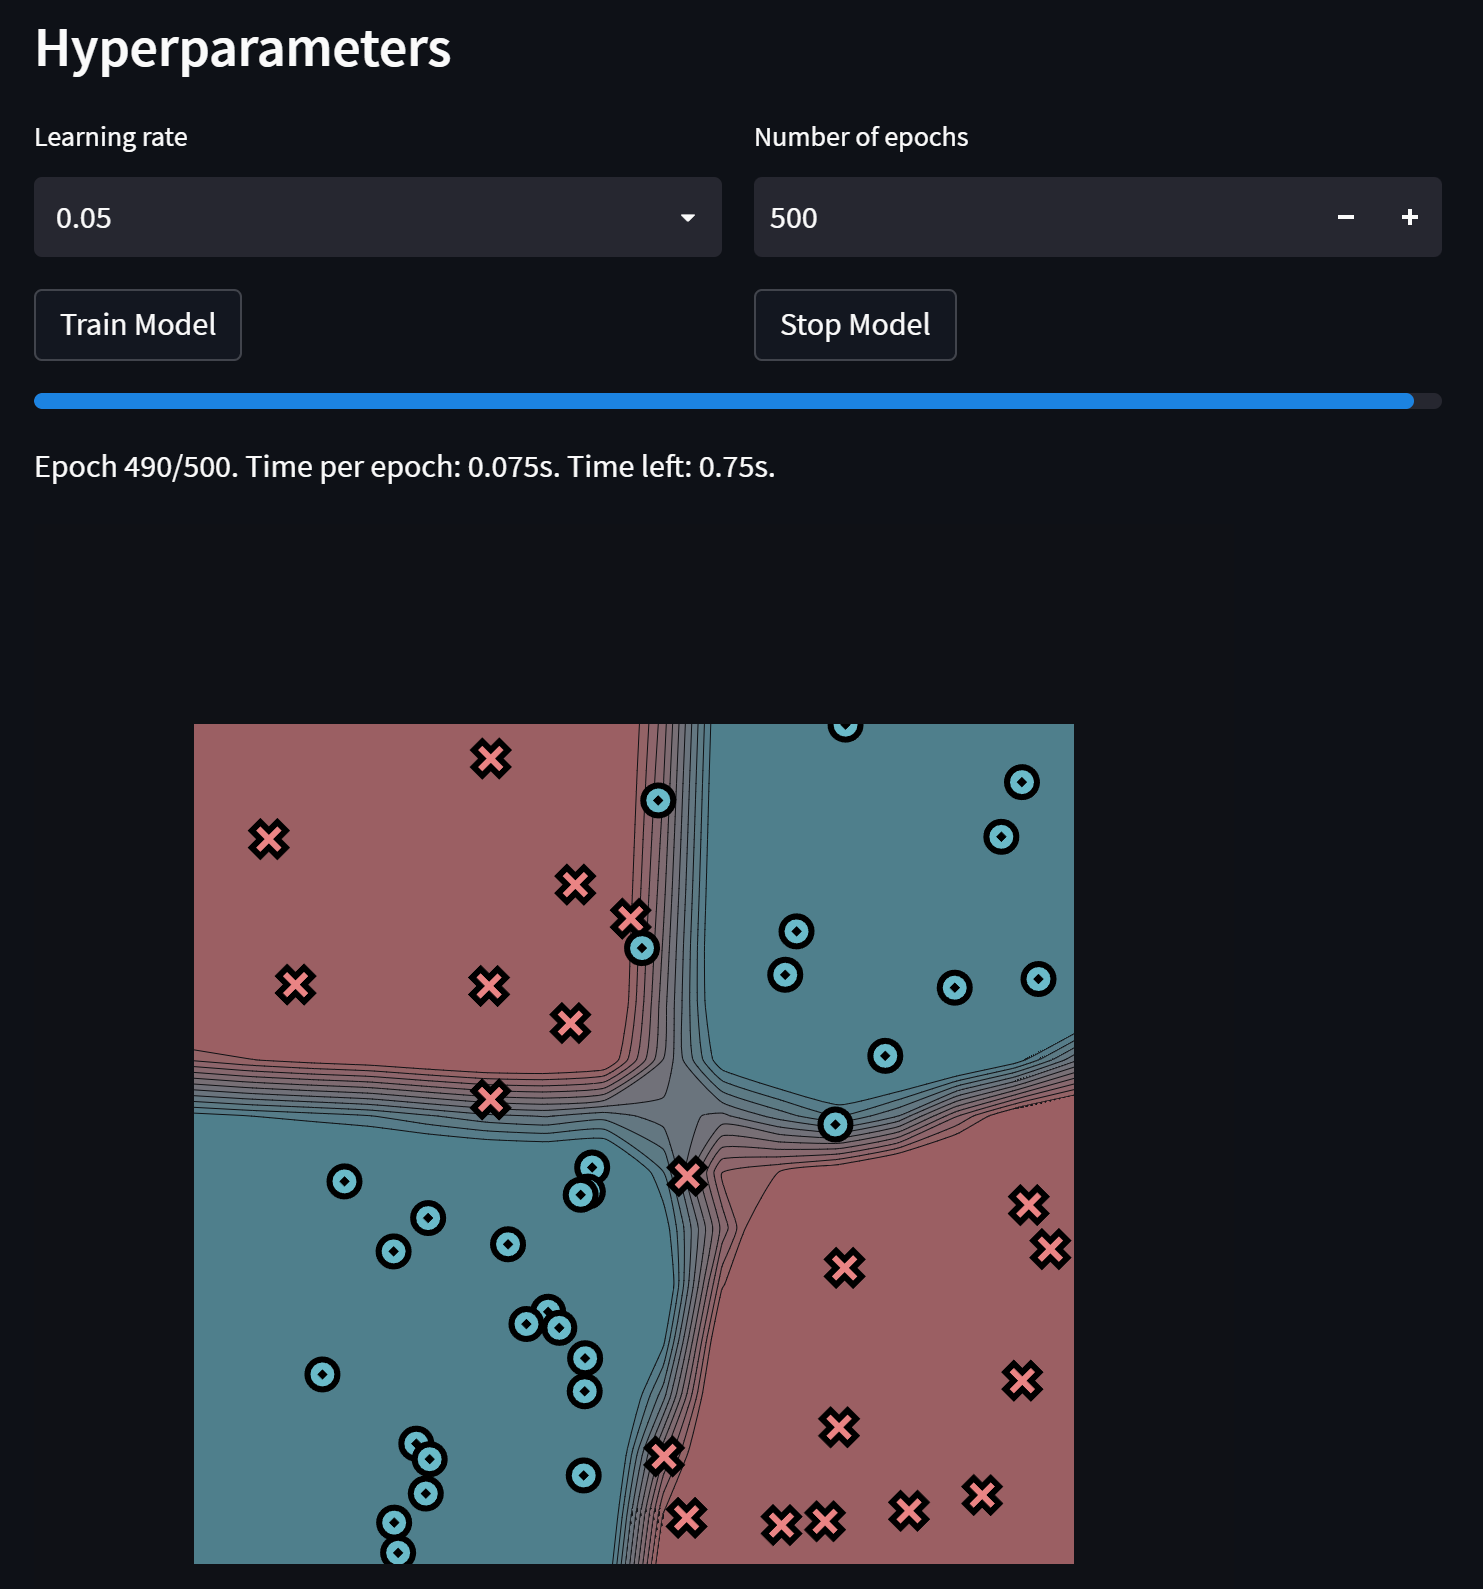 Hyperparameters
Learning rate
Number of epochs
0.05
500
Train Model
Stop Model
Epoch 490/500. Time per epoch: 0.075s. Time left: 0.75s.